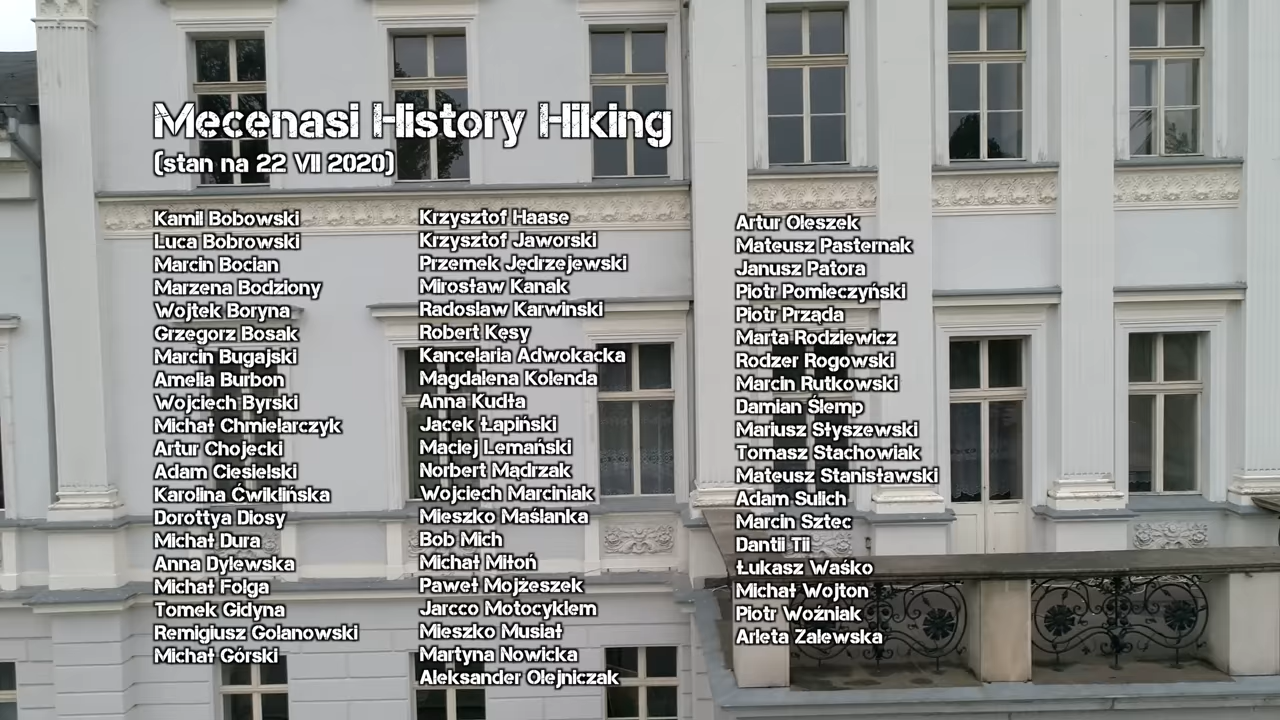 Mecenasi History Hiking
(stan na 22 VII 2020)
Kamil Bobowski
Luca Bobrowski
Marcin Bocian
Marzena Bodziony
Wojtek Boryna
Grzegorz Bosak
Marcin Bugajski
Amelia Burbon
Wojciech Byrski
Michał Chmielarczyk
Artur Chojecki
Adam Ciesielski
Karolina Ćwiklińska
Dorottya Diosy
Michał Dura
Anna Dylewska
Michał Folga
Tomek Gidyna
Remigiusz Golanowski
Michał Górski
Krzysztof Haase
Krzysztof Jaworski
Przemek Jędrzejewski
Mirosław Kanak
Radoslaw Karwinski
Robert Kęsy
Kancelaria Adwokacka
Magdalena Kolenda
Anna Kudła
Jacek Łapiński
Maciej Lemański
Norbert Mądrzak
Wojciech Marciniak
Mieszko Maślanka
Bob Mich
Michał Miłoń
Paweł Mojżeszek
Jarcco Motocyklem
Mieszko Musiał
Martyna Nowicka
Aleksander Olejniczak
Artur Oleszek
Mateusz Pasternak
Janusz Patora
Piotr Pomieczyński
Piotr Prząda
Marta Rodziewicz
Rodzer Rogowski
Marcin Rutkowski
Damian Ślemp
Mariusz Słyszewski
Tomasz Stachowiak
Mateusz Stanisławski
Adam Sulich
Marcin Sztec
Dantii Tii
Łukasz Waśko
Michał Wojton
Piotr Woźniak
Arleta Zalewska